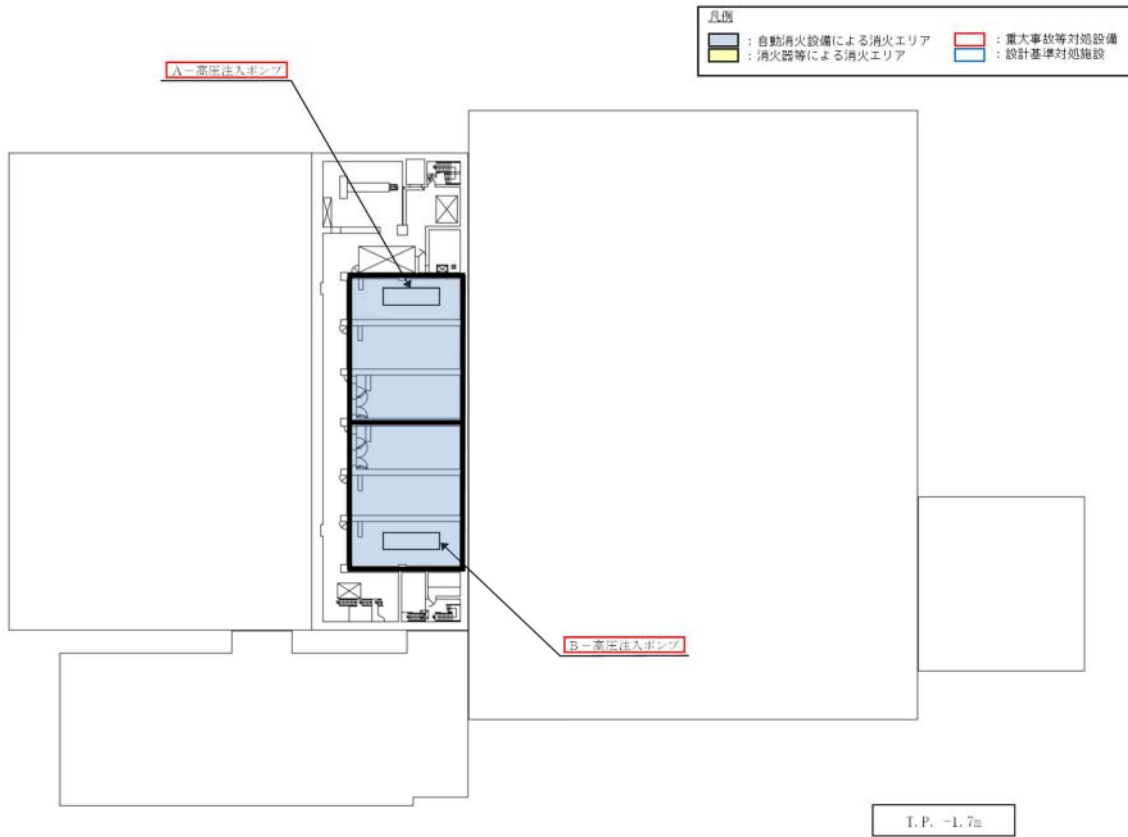 凡例
：自動消火設備による消火エリア
：消火器等による消火エリア
：重大事故等対処設備
：設計基準対処施設
A－高圧注入ポンプ
B－高圧注入ポンプ
T.P. -1.7m